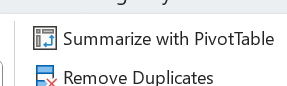 Summarize with PivotTable
Remove Duplicates